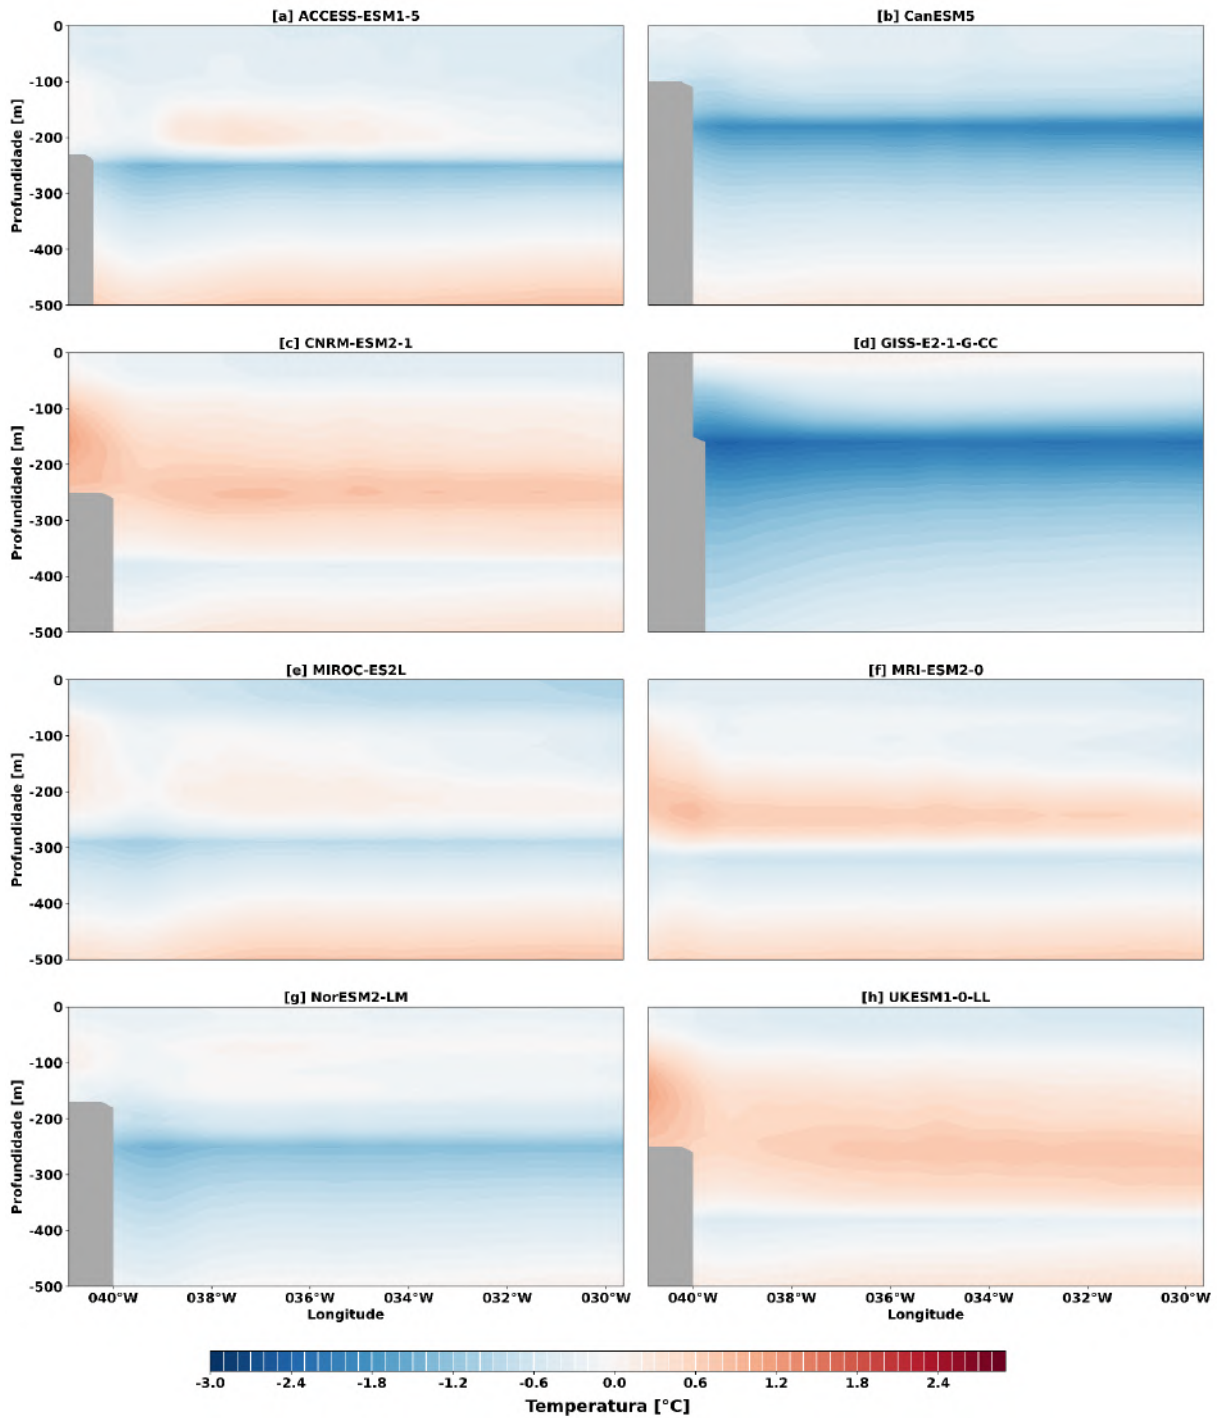 [a] ACCESS-ESM1-5
[b] CanESM5
0
-100
-200
-300
-400
-500
Profundidade [m]
[c] CNRM-ESM2-1
[d] GISS-E2-1-G-CC
0
-100
-200
-300
-400
-500
Profundidade [m]
[e] MIROC-ES2L
[f] MRI-ESM2-0
0
-100
-200
-300
-400
-500
Profundidade [m]
[g] NorESM2-LM
[h] UKESM1-0-LL
0
-100
-200
-300
-400
-500
Profundidade [m]
040°W 038°W 036°W 034°W 032°W 030°W
Longitude
040°W 038°W 036°W 034°W 032°W 030°W
Longitude
-3.0 -2.4 -1.8 -1.2 -0.6 0.0 0.6 1.2 1.8 2.4
Temperatura [°C]